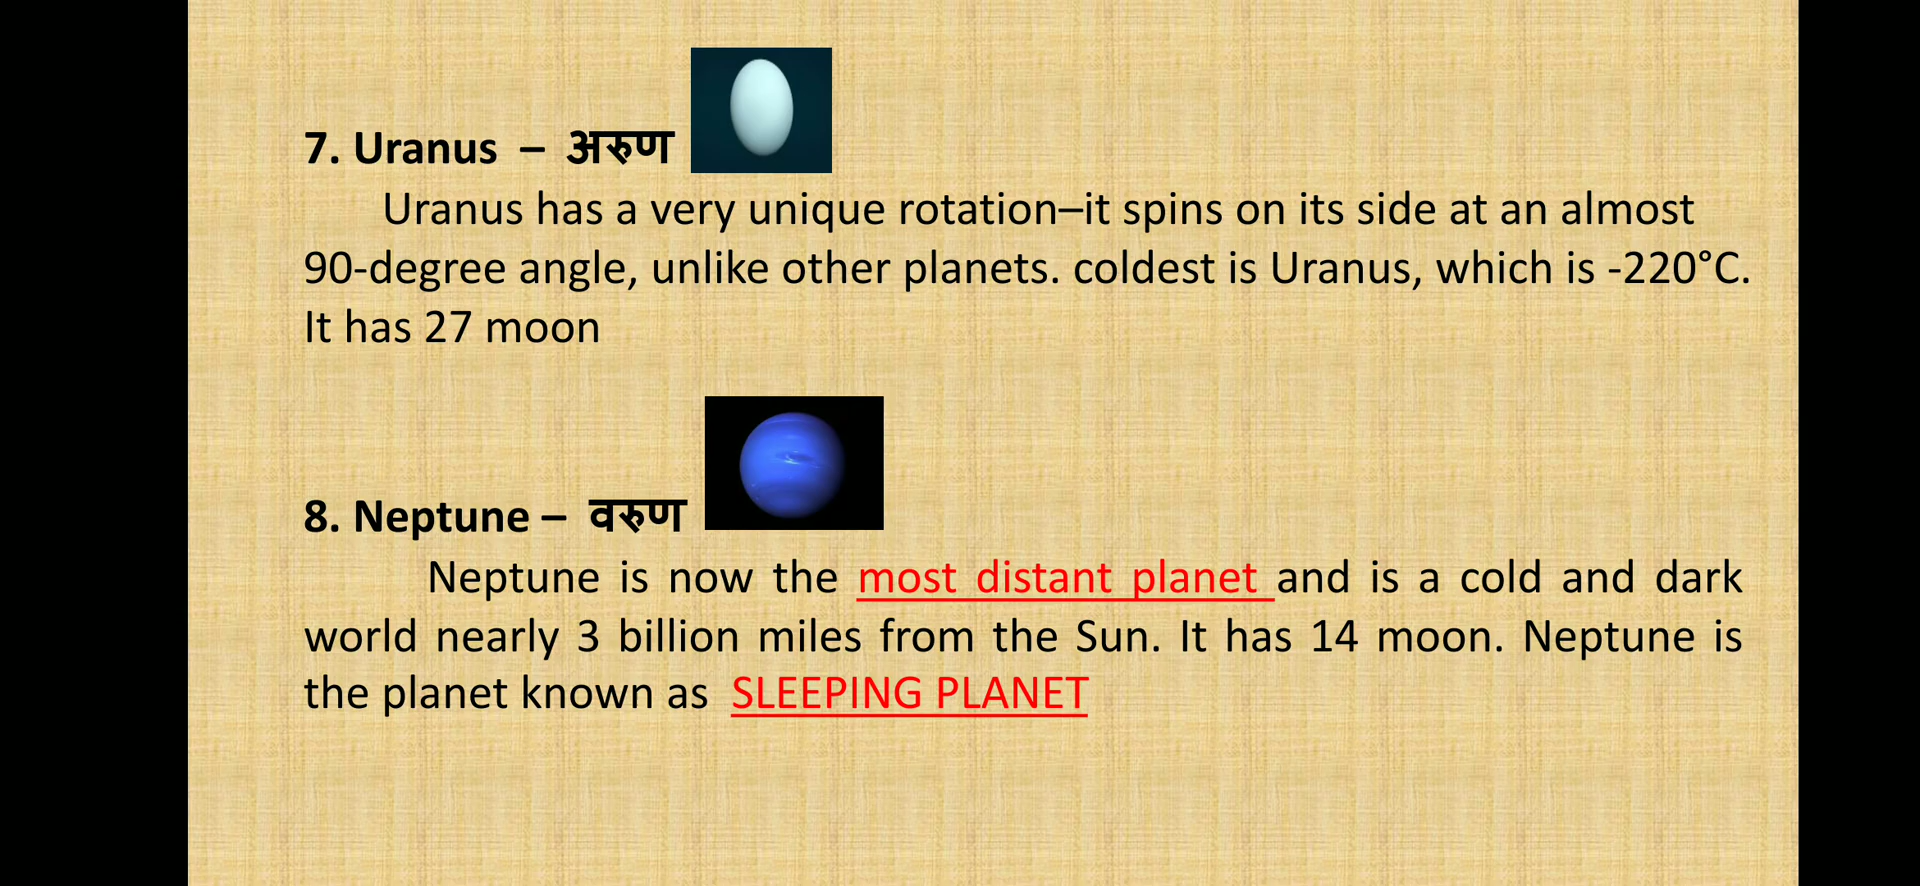 7. Uranus – अरुण
Uranus has a very unique rotation–it spins on its side at an almost
90-degree angle, unlike other planets. coldest is Uranus, which is -220°C.
It has 27 moon
8. Neptune – वरुण
Neptune is now the most distant planet and is a cold and dark
world nearly 3 billion miles from the Sun. It has 14 moon. Neptune is
the planet known as SLEEPING PLANET